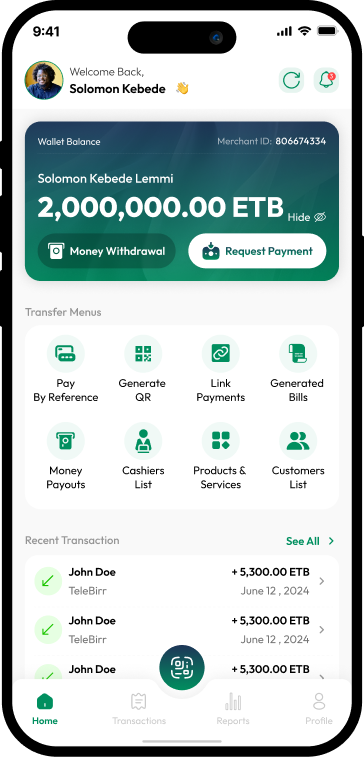 9:41
Welcome Back,
Solomon Kebede 👋
3
Wallet Balance
Merchant ID: 806674334
Solomon Kebede Lemmi
2,000,000.00 ETB
Hide
Money Withdrawal
Request Payment
Transfer Menus
Pay
By Reference
Generate
QR
Link
Payments
Generated
Bills
Money
Payouts
Cashiers
List
Products &
Services
Customers
List
Recent Transaction
See All
John Doe
+ 5,300.00 ETB
TeleBirr
June 12 , 2024
John Doe
+ 5,300.00 ETB
TeleBirr
June 12 , 2024
John Doe
+ 5,300.00 ETB
Home
Transactions
Reports
Profile